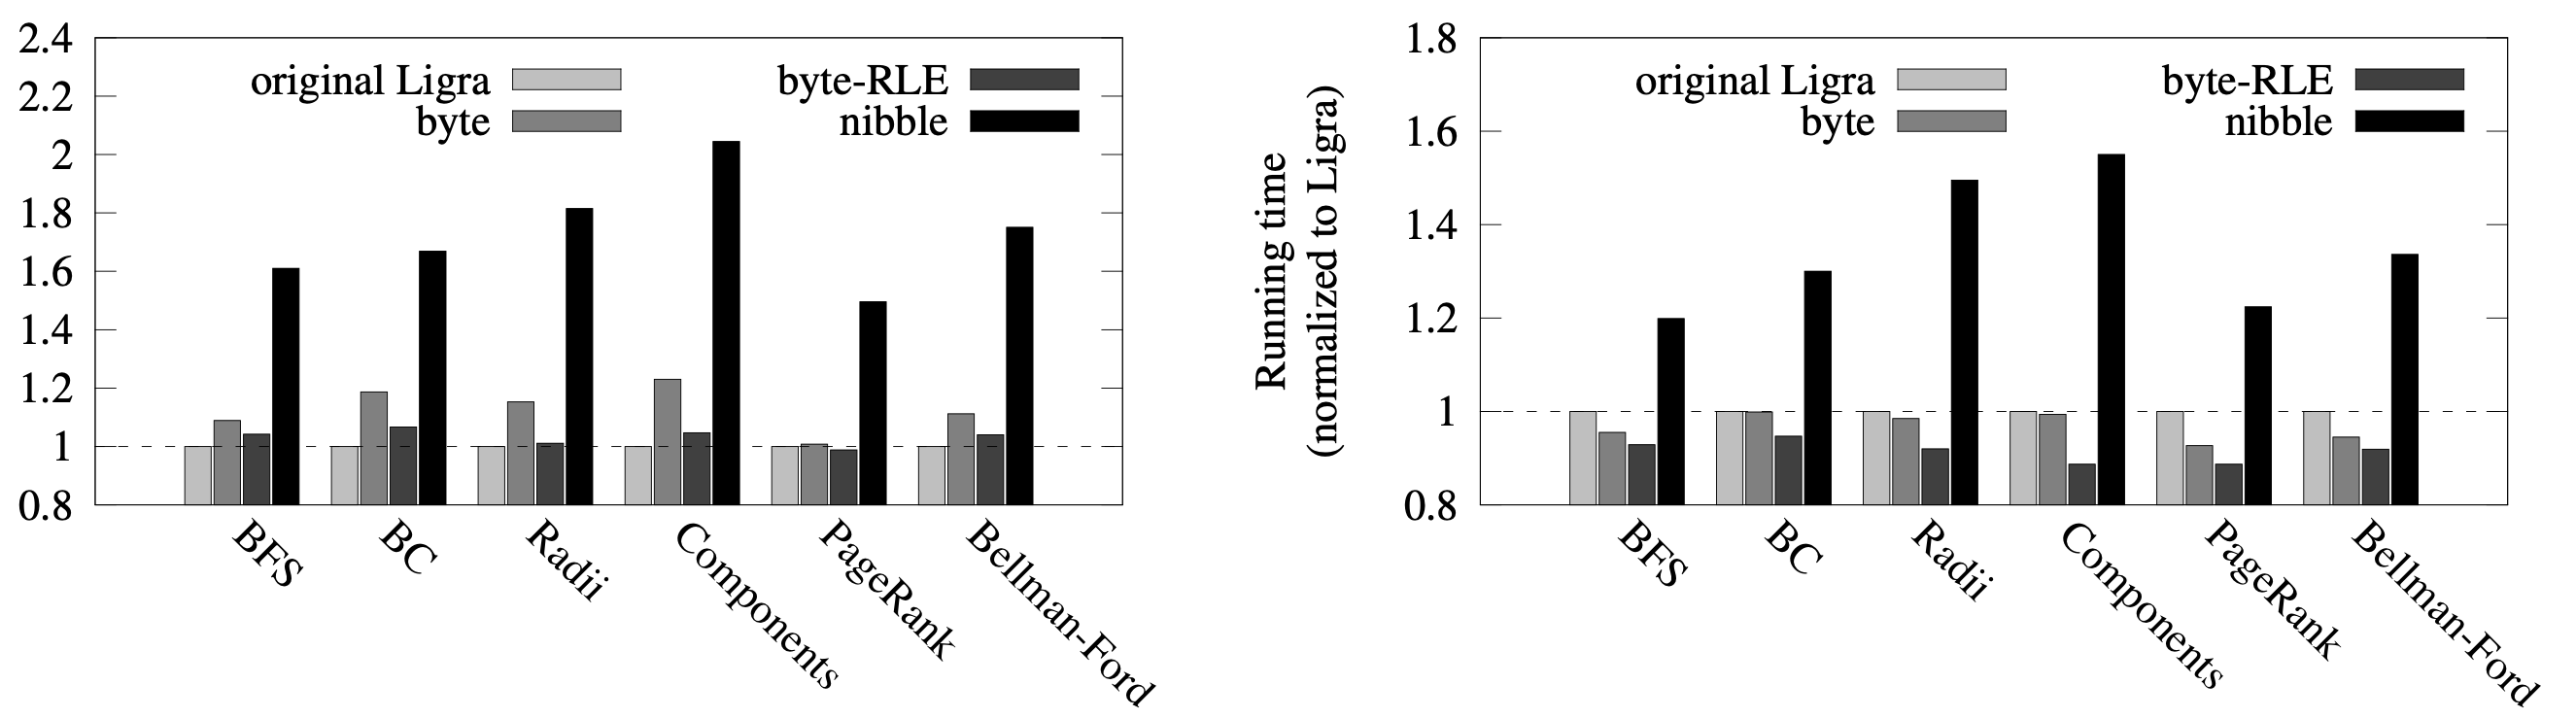 2.4
2.2
2
1.8
1.6
1.4
1.2
1
0.8
original Ligra
byte
byte-RLE
nibble
BFS
BC
Radii
Components
PageRank
Bellman-Ford
Running time
(normalized to Ligra)
1.8
1.6
1.4
1.2
1
0.8
original Ligra
byte
byte-RLE
nibble
BFS
BC
Radii
Components
PageRank
Bellman-Ford